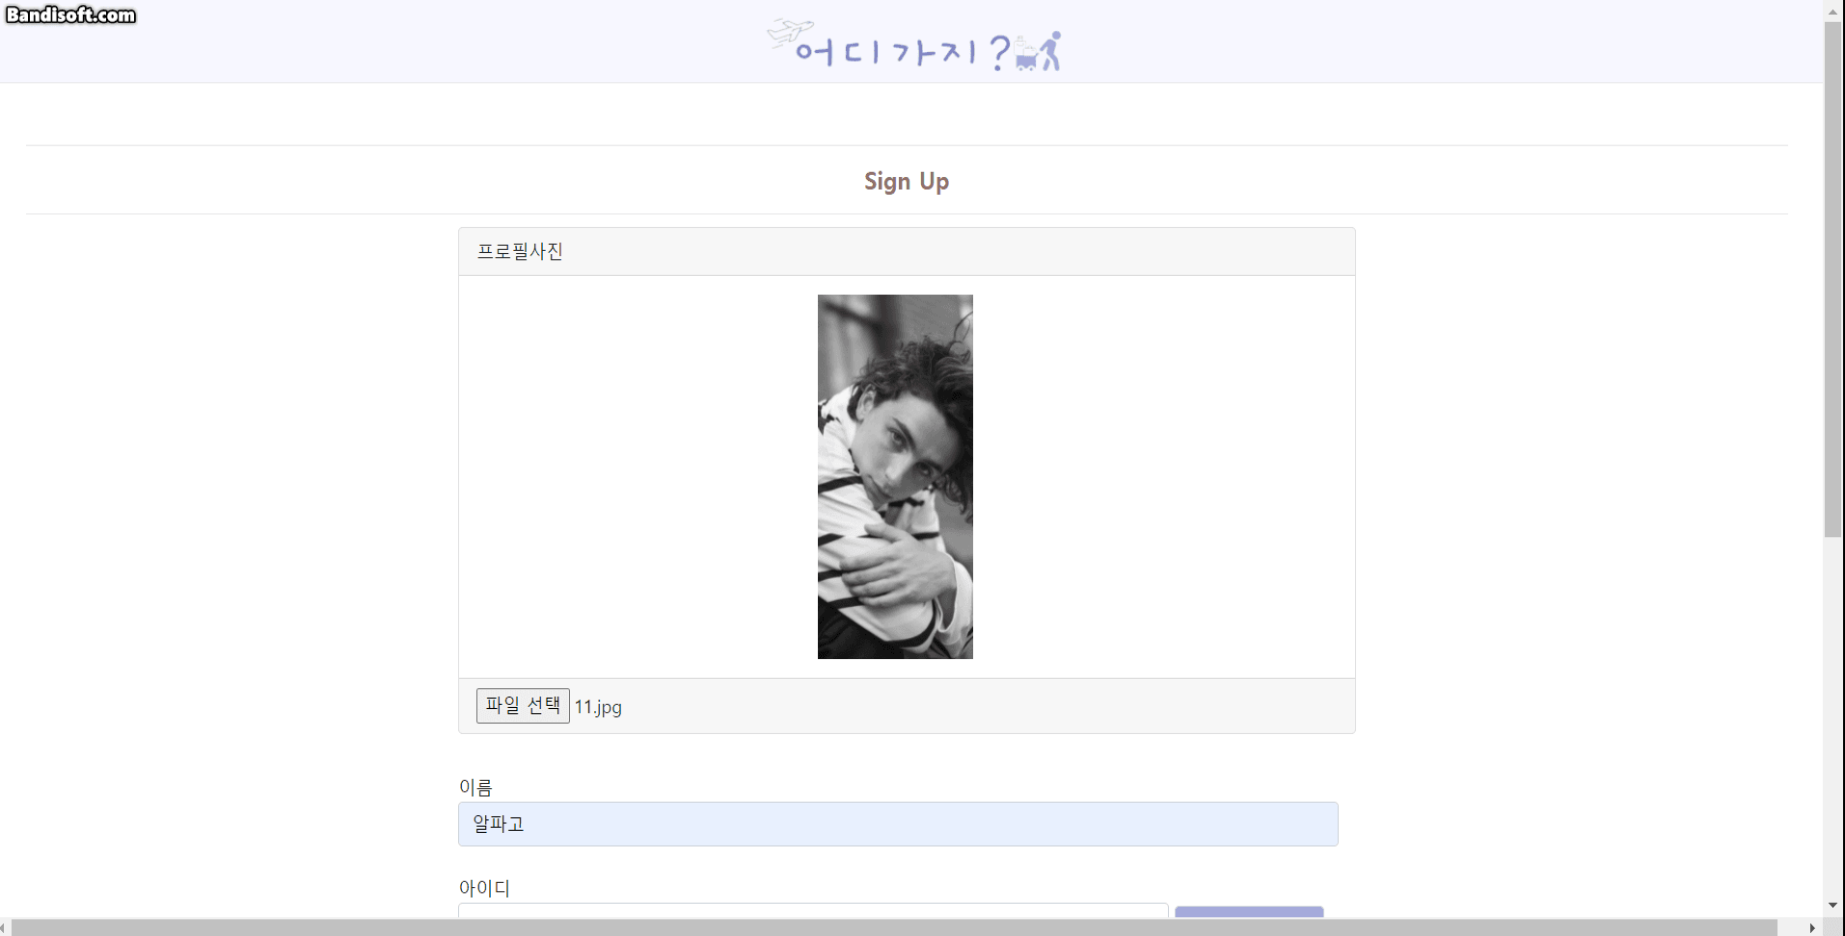 Bandisoft.com
어디가지?
Sign Up
프로필사진
파일 선택 11.jpg
이름
알파고
아이디